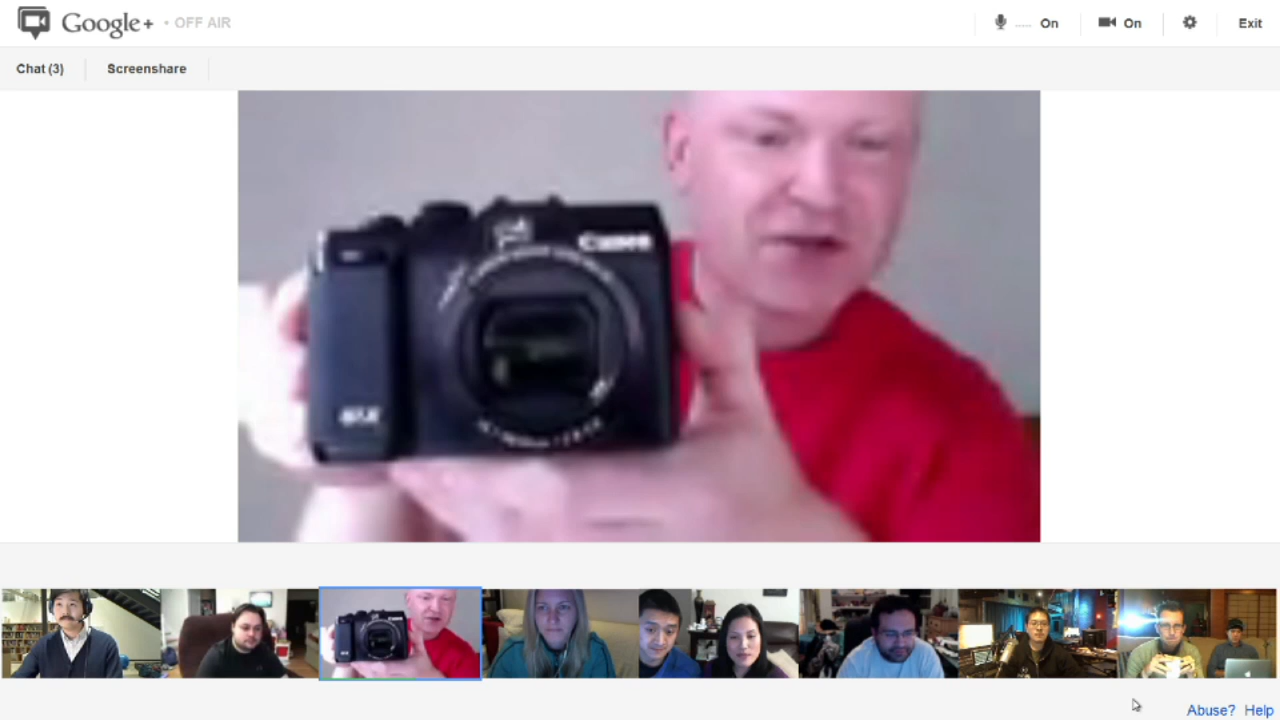 Google+ • OFF AIR
On
On
Exit
Chat (3)
Screenshare
Canon
Abuse? Help